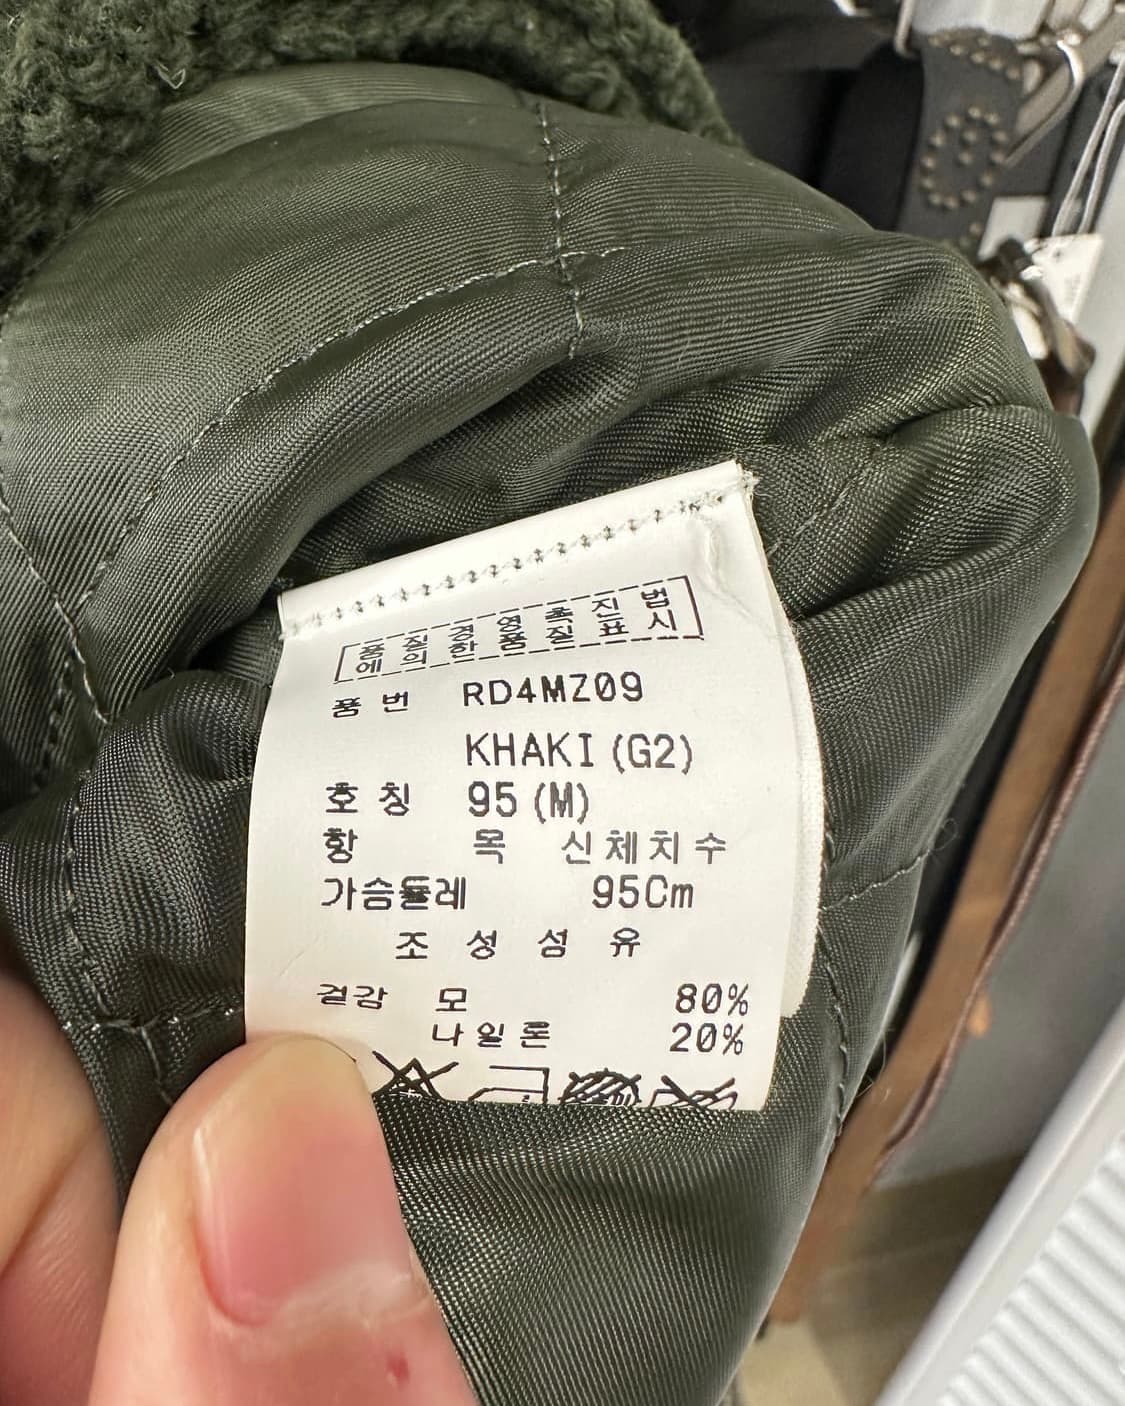 품질경영촉진법
에의한품질표시
품번 RD4MZ09
KHAKI (G2)
호칭 95 (M)
항 목 신체치수
가슴둘레 95Cm
조성섬유
겉감 모 80%
나일론 20%